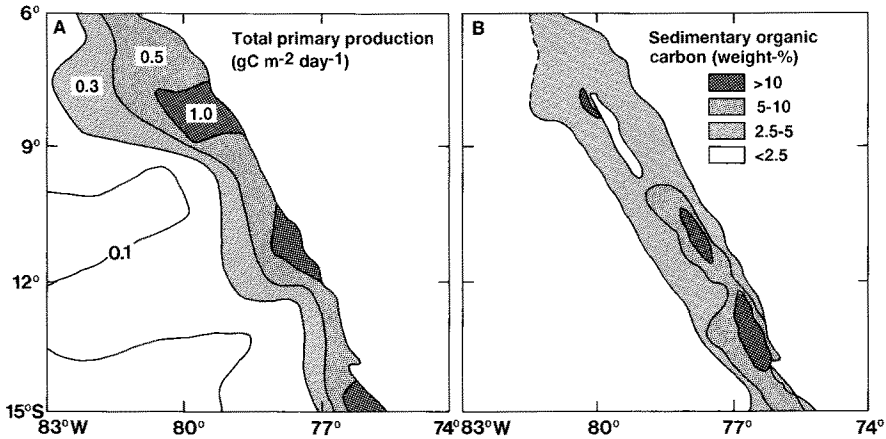 A
Total primary production
(gC m⁻² day⁻¹)
0.5
0.3
1.0
0.1
6°
9°
12°
15°S
83°W
80°
77°
74°
B
Sedimentary organic
carbon (weight-%)
>10
5-10
2.5-5
<2.5
80°
77°
74°